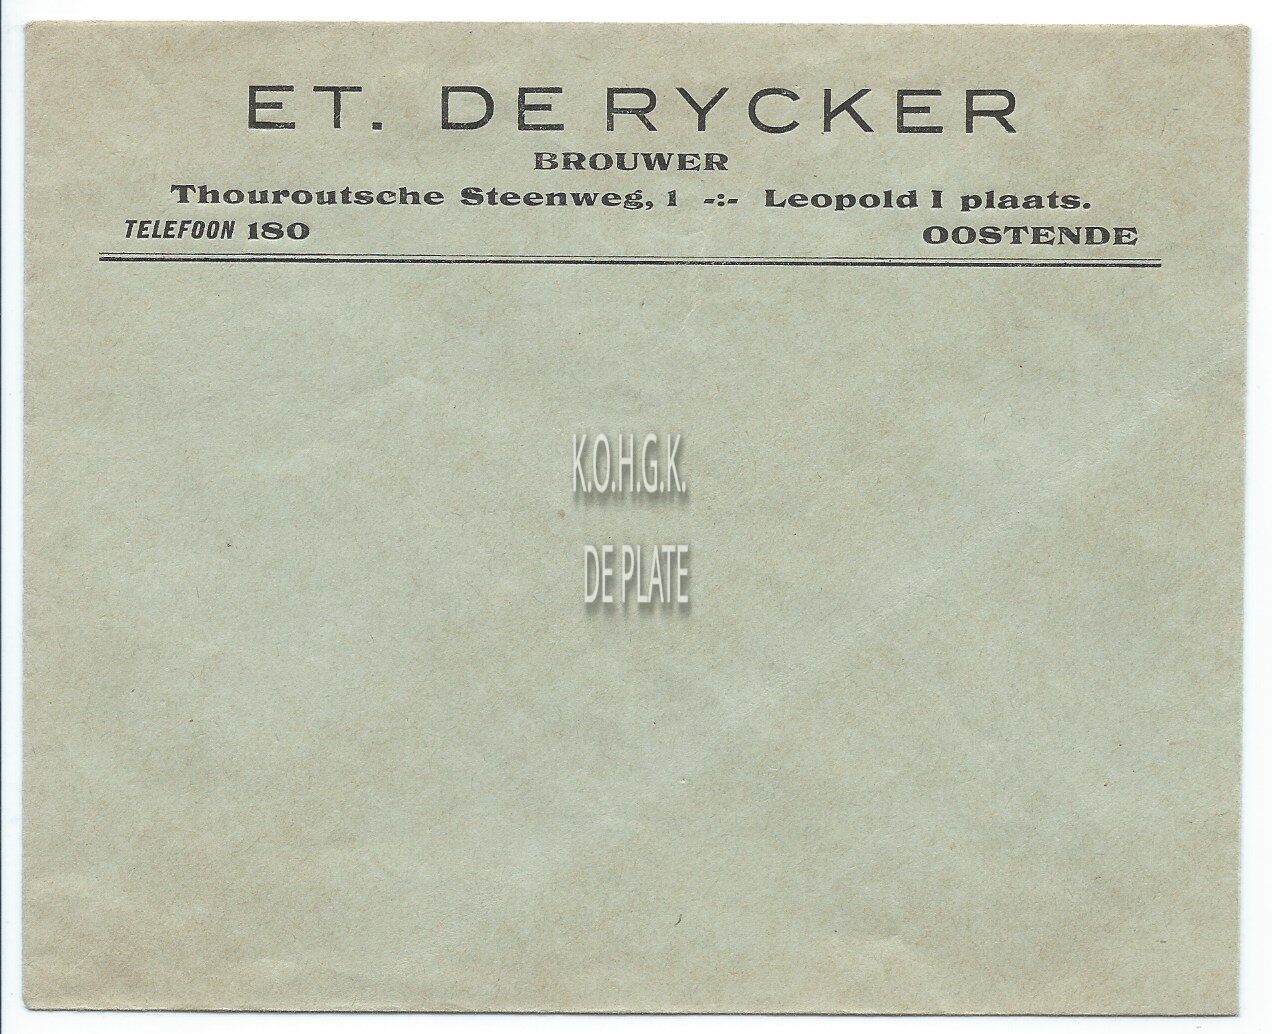 ET. DE RYCKER
BROUWER
Thouroutsche Steenweg, 1 -:- Leopold I plaats.
TELEFOON 180 OOSTENDE
K.O.H.G.K.
DE PLATE